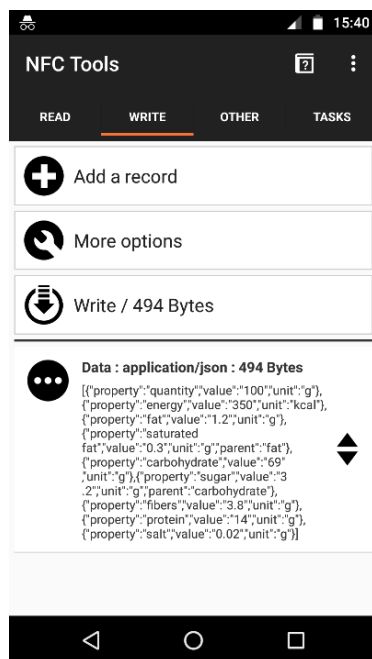 15:40
NFC Tools
?
READ WRITE OTHER TASKS
Add a record
More options
Write / 494 Bytes
Data : application/json : 494 Bytes
[{"property":"quantity","value":"100","unit":"g"},
{"property":"energy","value":"350","unit":"kcal"},
{"property":"fat","value":"1.2","unit":"g"},
{"property":"saturated
fat","value":"0.3","unit":"g","parent":"fat"},
{"property":"carbohydrate","value":"69"
,"unit":"g"},{"property":"sugar","value":"3
.2","unit":"g","parent":"carbohydrate"},
{"property":"fibers","value":"3.8","unit":"g"},
{"property":"protein","value":"14","unit":"g"},
{"property":"salt","value":"0.02","unit":"g"}]